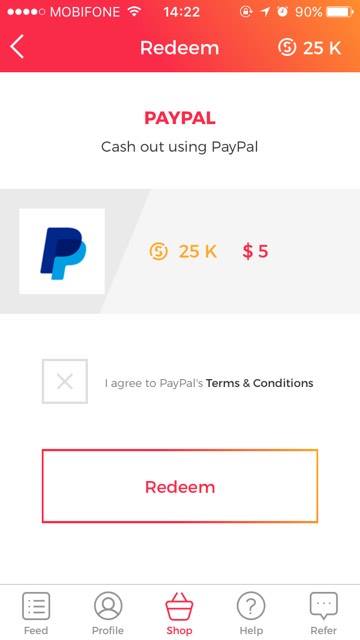 MOBIFONE 14:22 90%
Redeem 25 K
PAYPAL
Cash out using PayPal
25 K $ 5
I agree to PayPal's Terms & Conditions
Redeem
Feed Profile Shop Help Refer